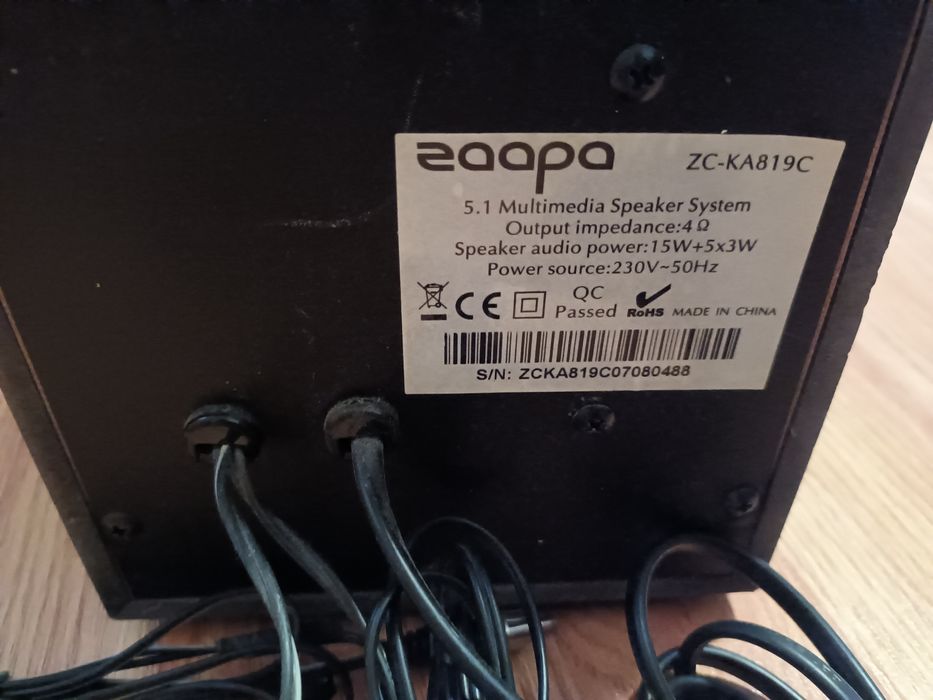 zaapa ZC-KA819C
5.1 Multimedia Speaker System
Output impedance:4Ω
Speaker audio power:15W+5x3W
Power source:230V~50Hz
CE QC
Passed RoHS MADE IN CHINA
S/N: ZCKA819C07080488